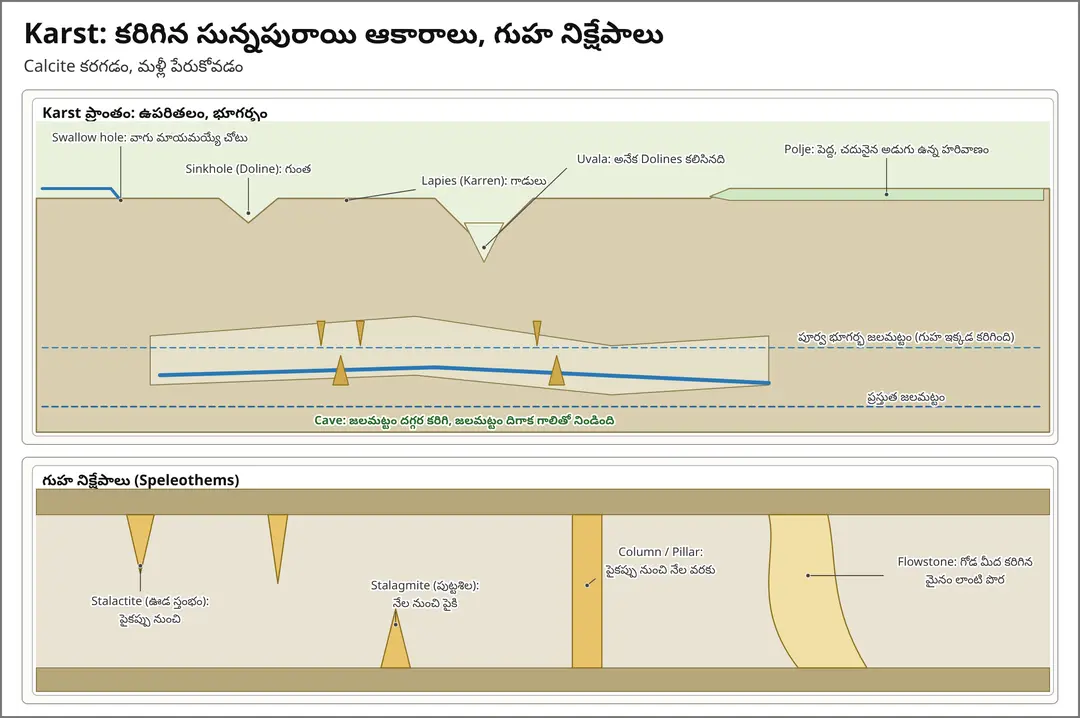 Karst: కరిగిన సున్నపురాయి ఆకారాలు, గుహ నిక్షేపాలు
Calcite కరగడం, మళ్లీ పేరుకోవడం
Karst ప్రాంతం: ఉపరితలం, భూగర్భం
Swallow hole: వాగు మాయమయ్యే చోటు
Sinkhole (Doline): గుంత
Lapies (Karren): గాడులు
Uvala: అనేక Dolines కలిసినది
Polje: పెద్ద, చదునైన అడుగు ఉన్న హరివాణం
పూర్వ భూగర్భ జలమట్టం (గుహ ఇక్కడ కరిగింది)
ప్రస్తుత జలమట్టం
Cave: జలమట్టం దగ్గర కరిగి, జలమట్టం దిగాక గాలితో నిండింది
గుహ నిక్షేపాలు (Speleothems)
Stalactite (ఊడ స్తంభం):
పైకప్పు నుంచి
Stalagmite (పుట్టశిల):
నేల నుంచి పైకి
Column / Pillar:
పైకప్పు నుంచి నేల వరకు
Flowstone: గోడ మీద కరిగిన
మైనం లాంటి పొర